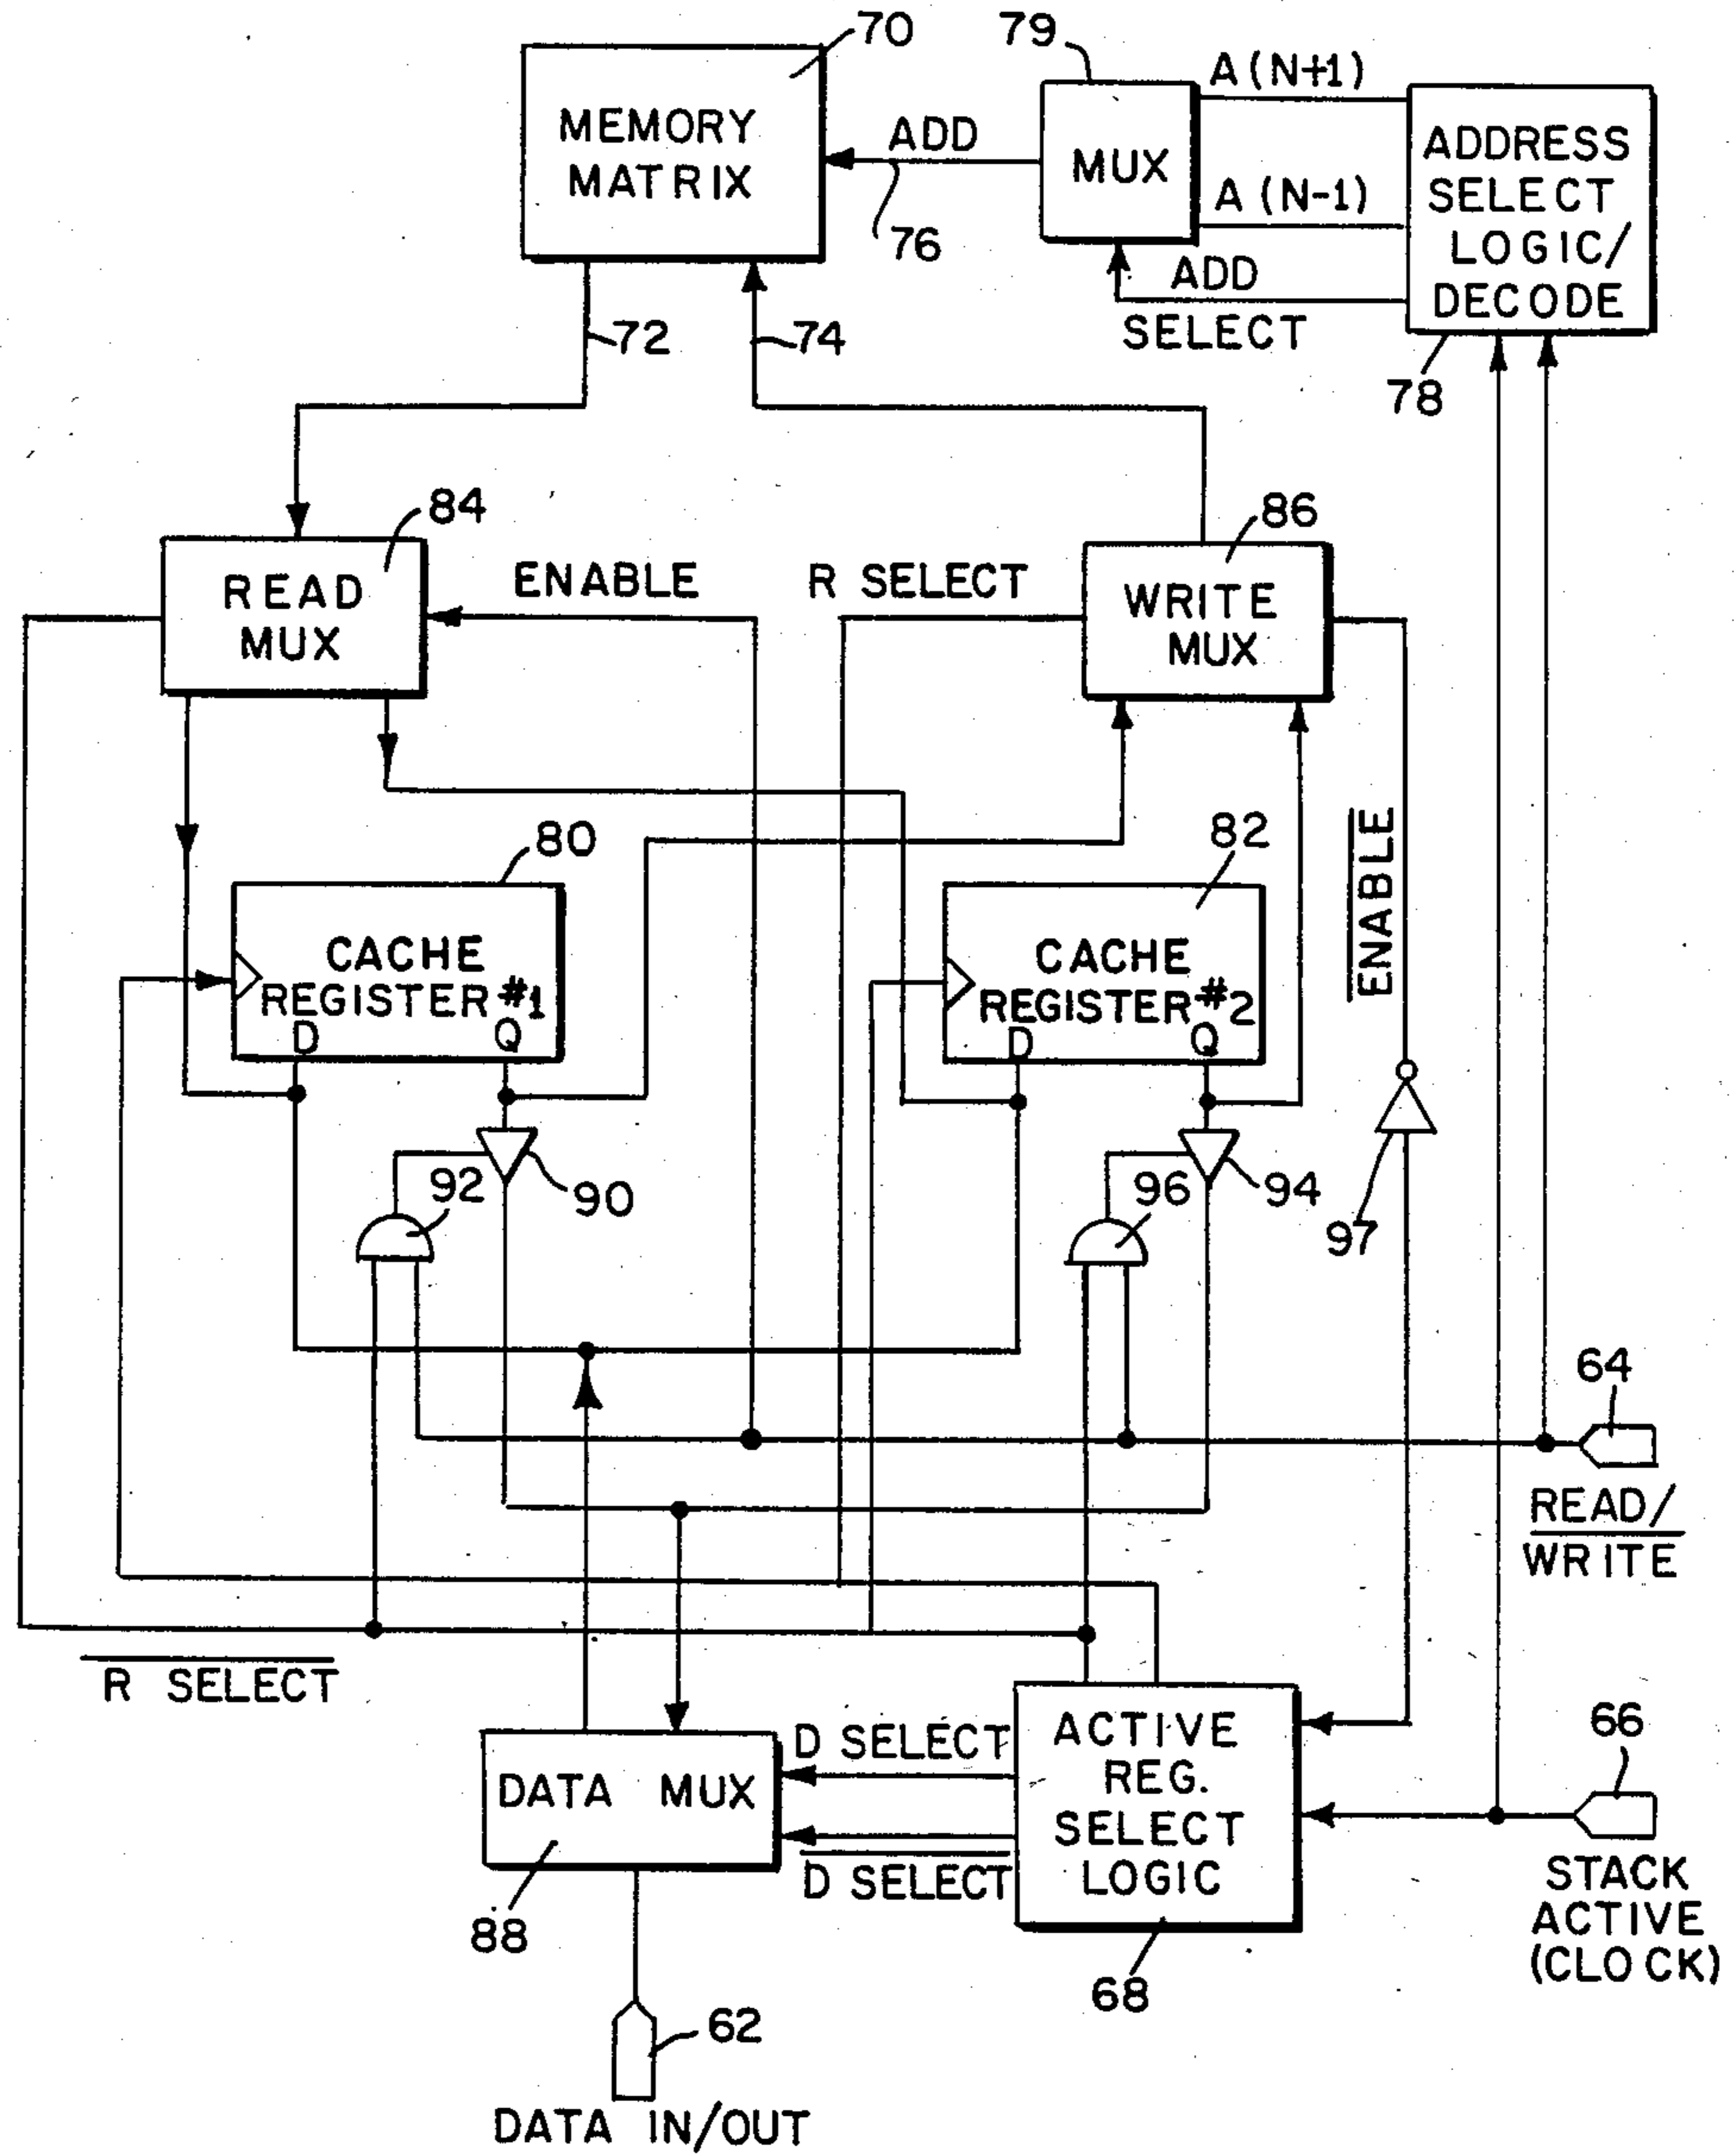 70
79
A (N+1)
MEMORY
MATRIX
ADD
MUX
ADDRESS
SELECT
LOGIC/
DECODE
A (N-1)
76
ADD
SELECT
72
74
78
84
86
READ
MUX
ENABLE
R SELECT
WRITE
MUX
80
82
ENABLE
CACHE
REGISTER #1
D
Q
CACHE
REGISTER #2
D
Q
92
90
96
94
97
64
READ/
WRITE
R SELECT
66
D SELECT
ACTIVE
REG.
SELECT
LOGIC
DATA MUX
D SELECT
STACK
ACTIVE
(CLOCK)
88
68
62
DATA IN/OUT